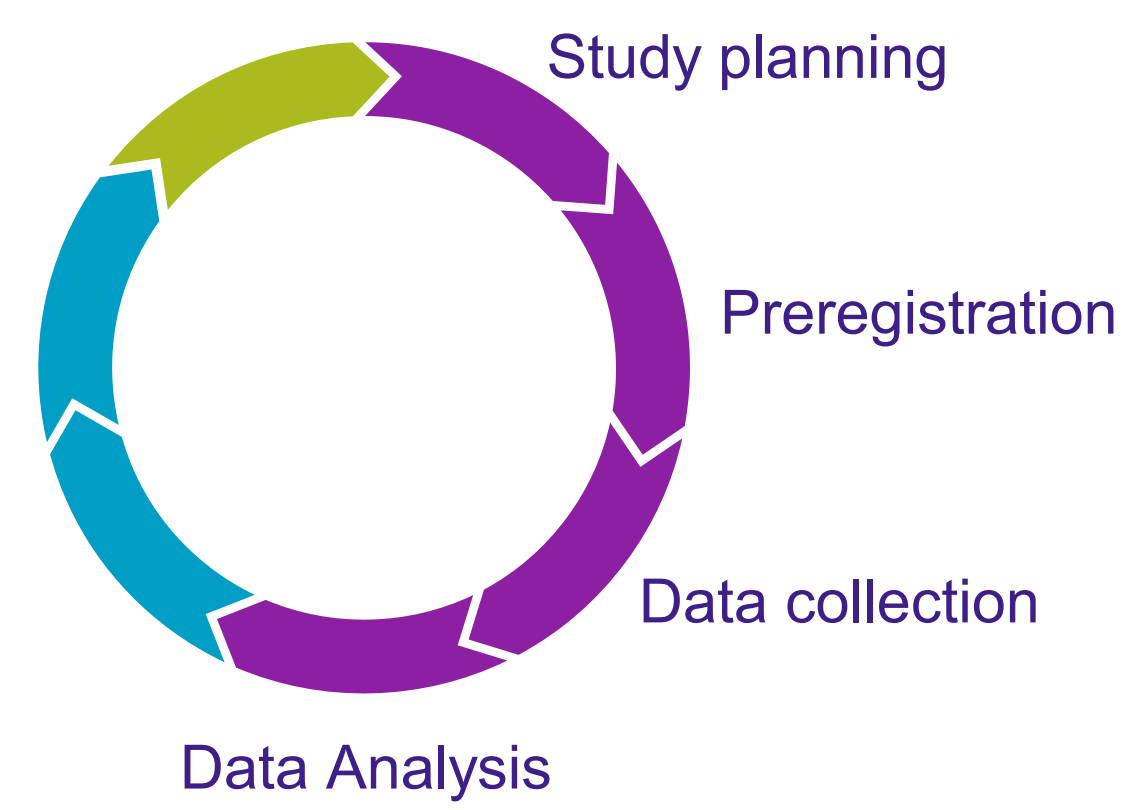 Study planning
Preregistration
Data collection
Data Analysis